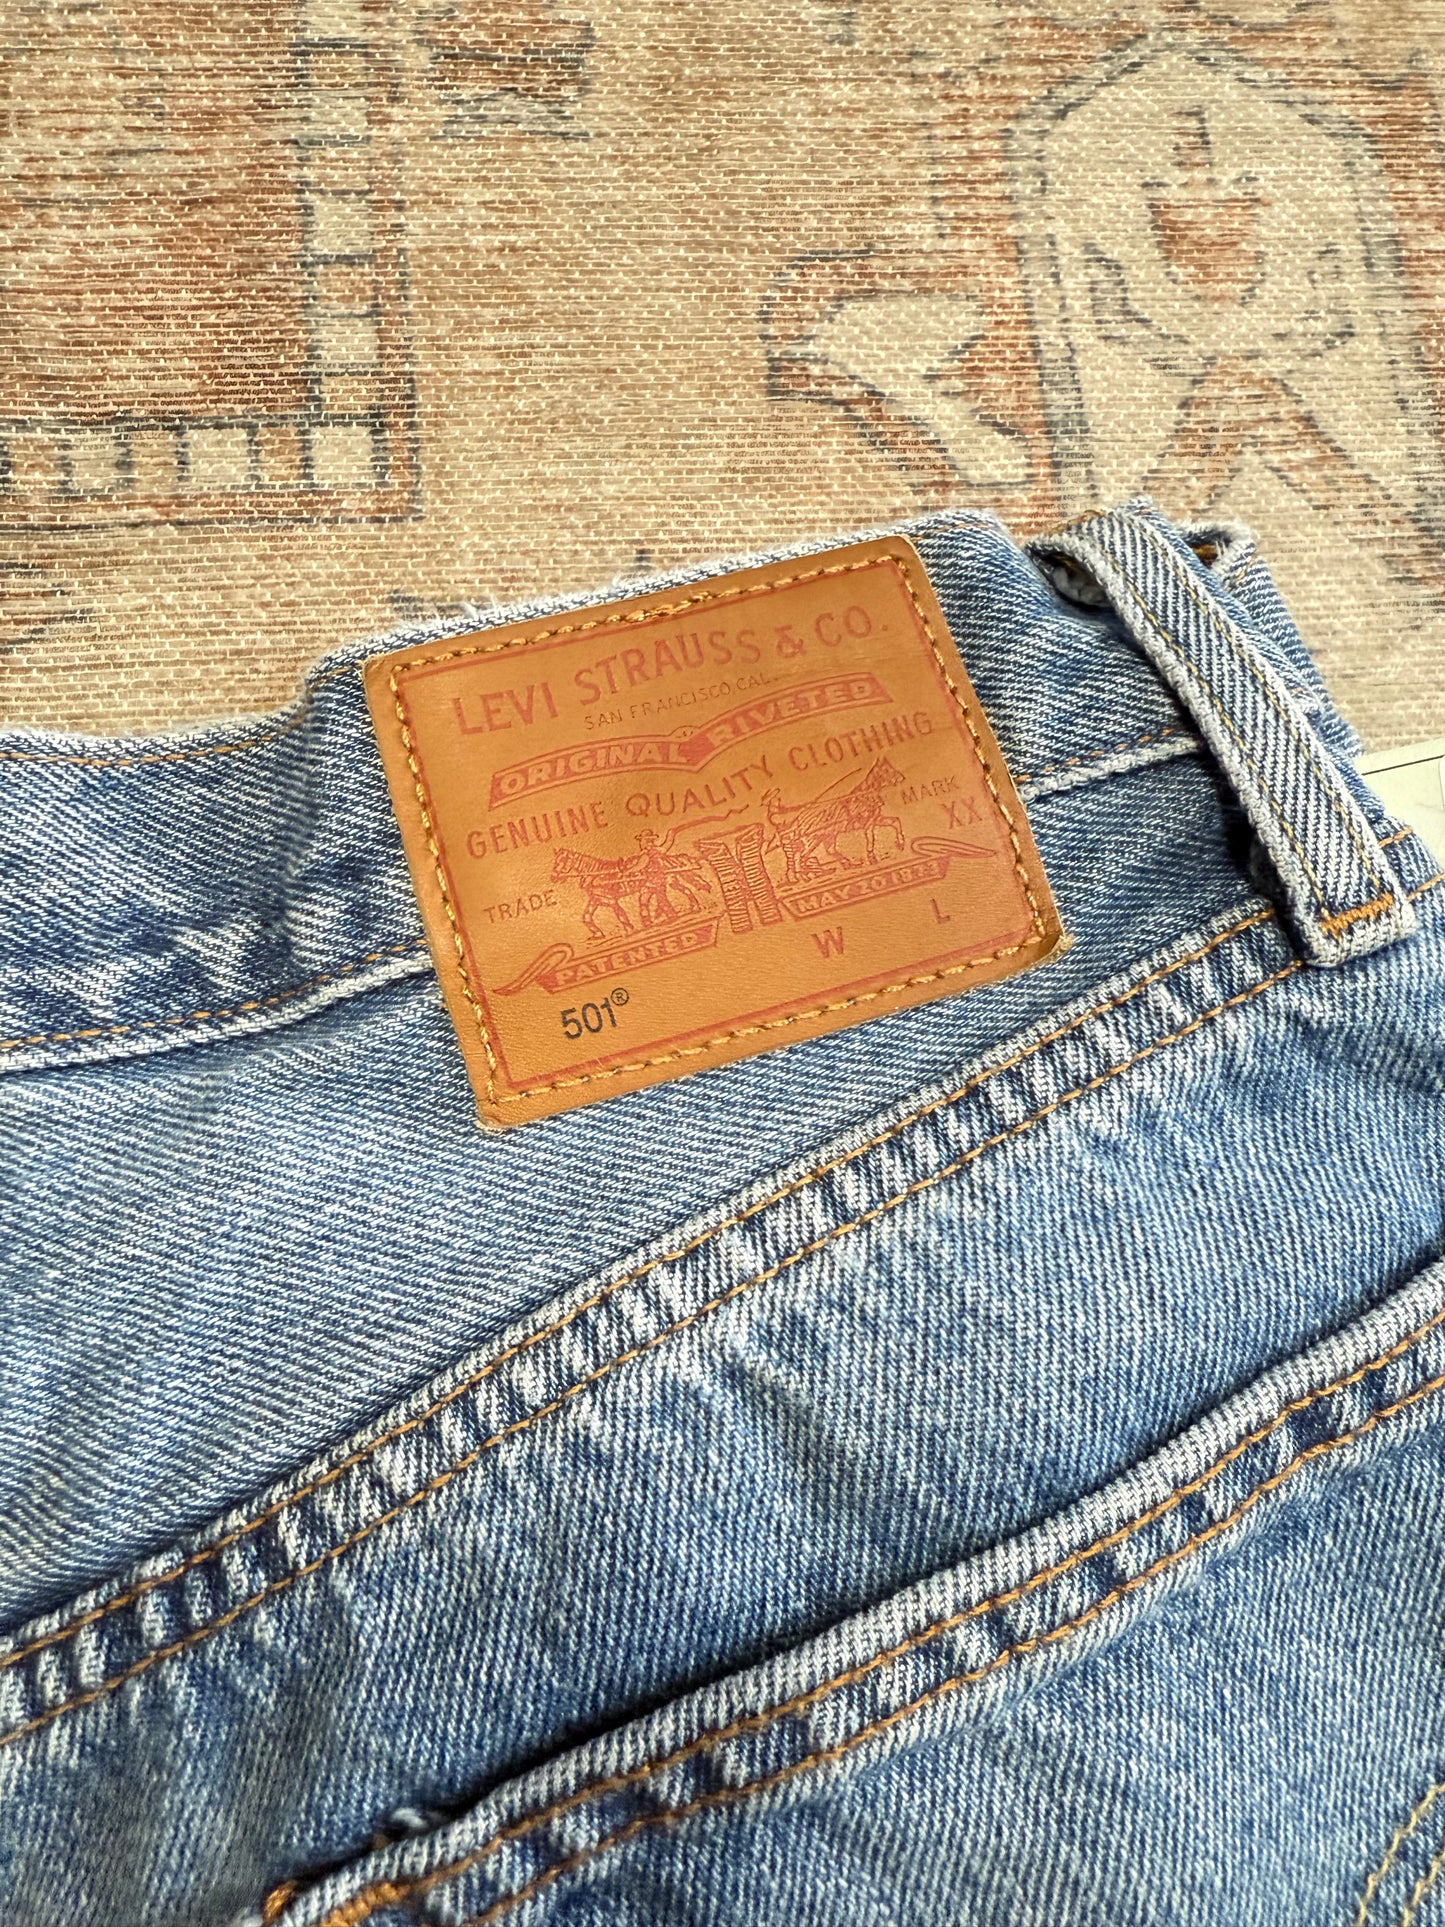 LEVI STRAUSS & CO.
SAN FRANCISCO, CAL.
ORIGINAL RIVETED
GENUINE QUALITY CLOTHING
TRADE MARK
XX
PATENTED MAY 20 1873
W L
501®